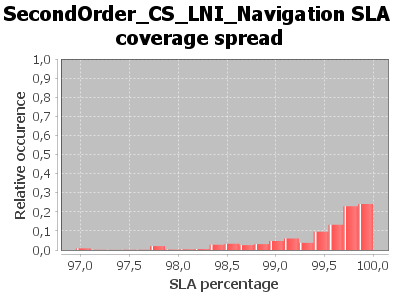 SecondOrder_CS_LNI_Navigation SLA
coverage spread
Relative occurence
1,0
0,9
0,8
0,7
0,6
0,5
0,4
0,3
0,2
0,1
0,0
97,0 97,5 98,0 98,5 99,0 99,5 100,0
SLA percentage